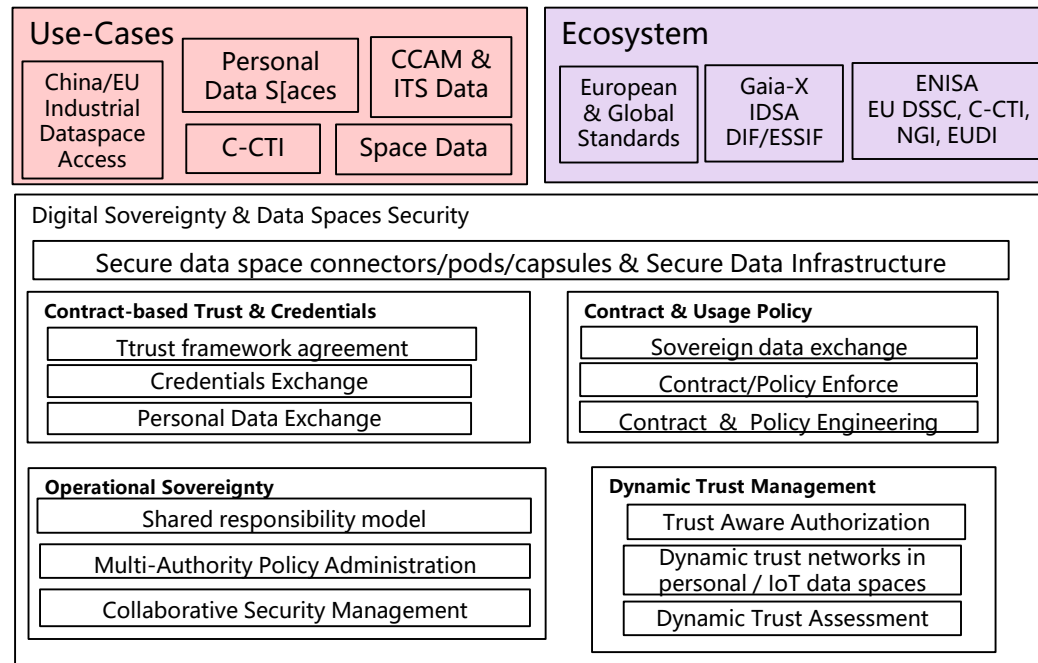 Use-Cases
China/EU
Industrial
Dataspace
Access
Personal
Data S[aces
CCAM &
ITS Data
C-CTI
Space Data
Ecosystem
European
& Global
Standards
Gaia-X
IDSA
DIF/ESSIF
ENISA
EU DSSC, C-CTI,
NGI, EUDI
Digital Sovereignty & Data Spaces Security
Secure data space connectors/pods/capsules & Secure Data Infrastructure
Contract-based Trust & Credentials
Ttrust framework agreement
Credentials Exchange
Personal Data Exchange
Contract & Usage Policy
Sovereign data exchange
Contract/Policy Enforce
Contract & Policy Engineering
Operational Sovereignty
Shared responsibility model
Multi-Authority Policy Administration
Collaborative Security Management
Dynamic Trust Management
Trust Aware Authorization
Dynamic trust networks in
personal / IoT data spaces
Dynamic Trust Assessment